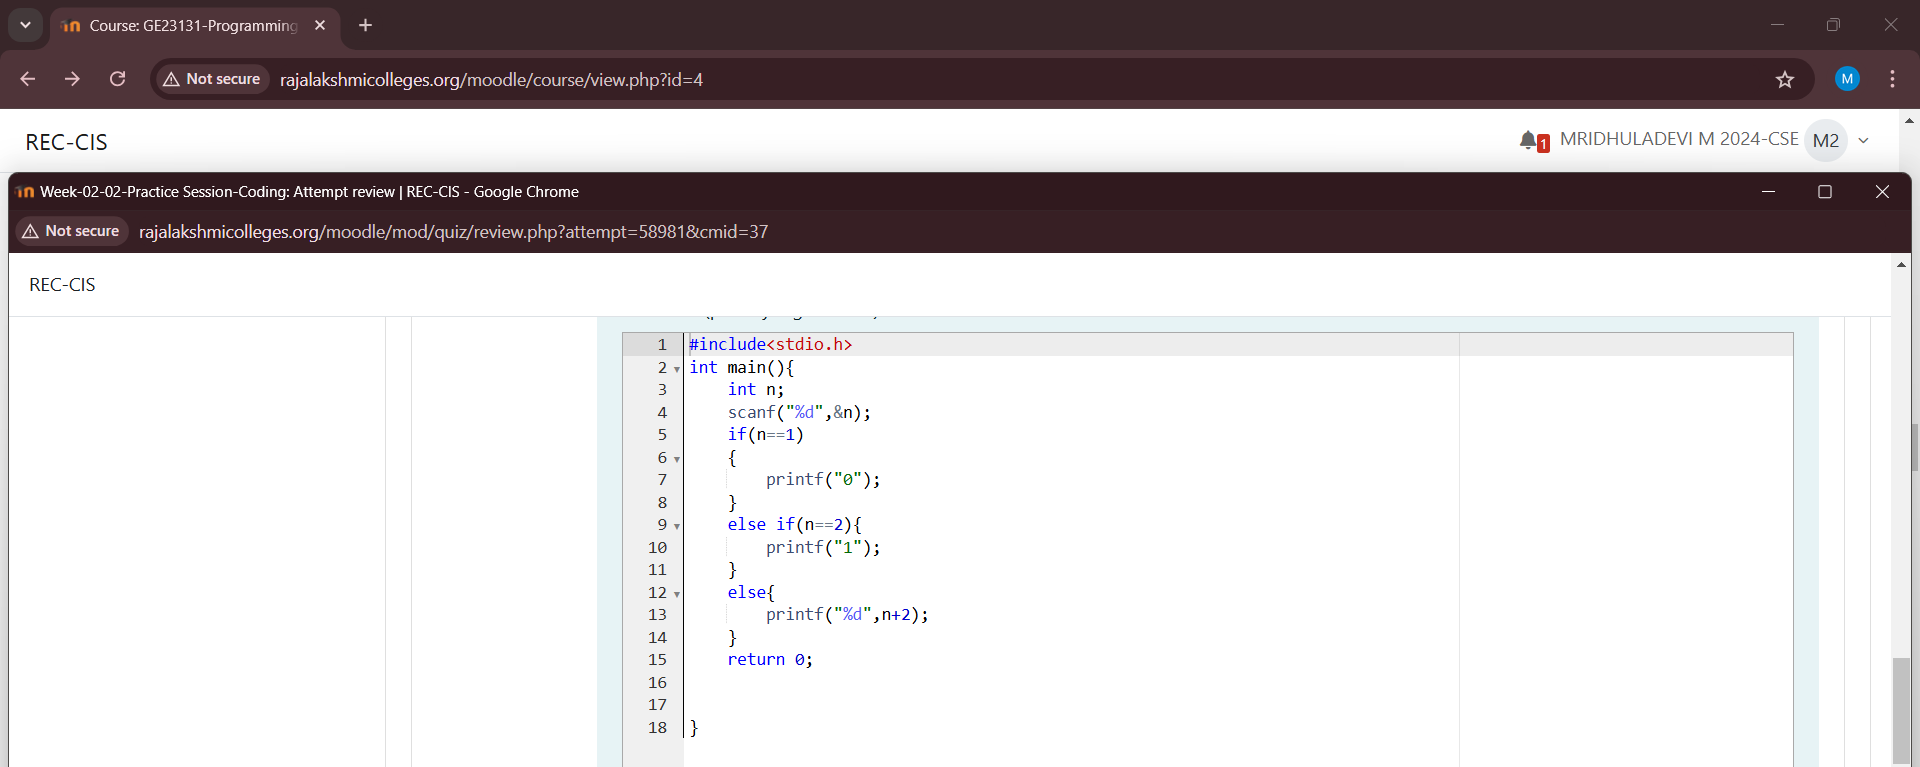 Course: GE23131-Programming
Not secure rajalakshmicolleges.org/moodle/course/view.php?id=4 M
REC-CIS 1 MRIDHULADEVI M 2024-CSE M2
Week-02-02-Practice Session-Coding: Attempt review | REC-CIS - Google Chrome
Not secure rajalakshmicolleges.org/moodle/mod/quiz/review.php?attempt=58981&cmid=37
REC-CIS
1 #include<stdio.h>
2 int main(){
3 int n;
4 scanf("%d",&n);
5 if(n==1)
6 {
7 printf("0");
8 }
9 else if(n==2){
10 printf("1");
11 }
12 else{
13 printf("%d",n+2);
14 }
15 return 0;
16
17
18 }